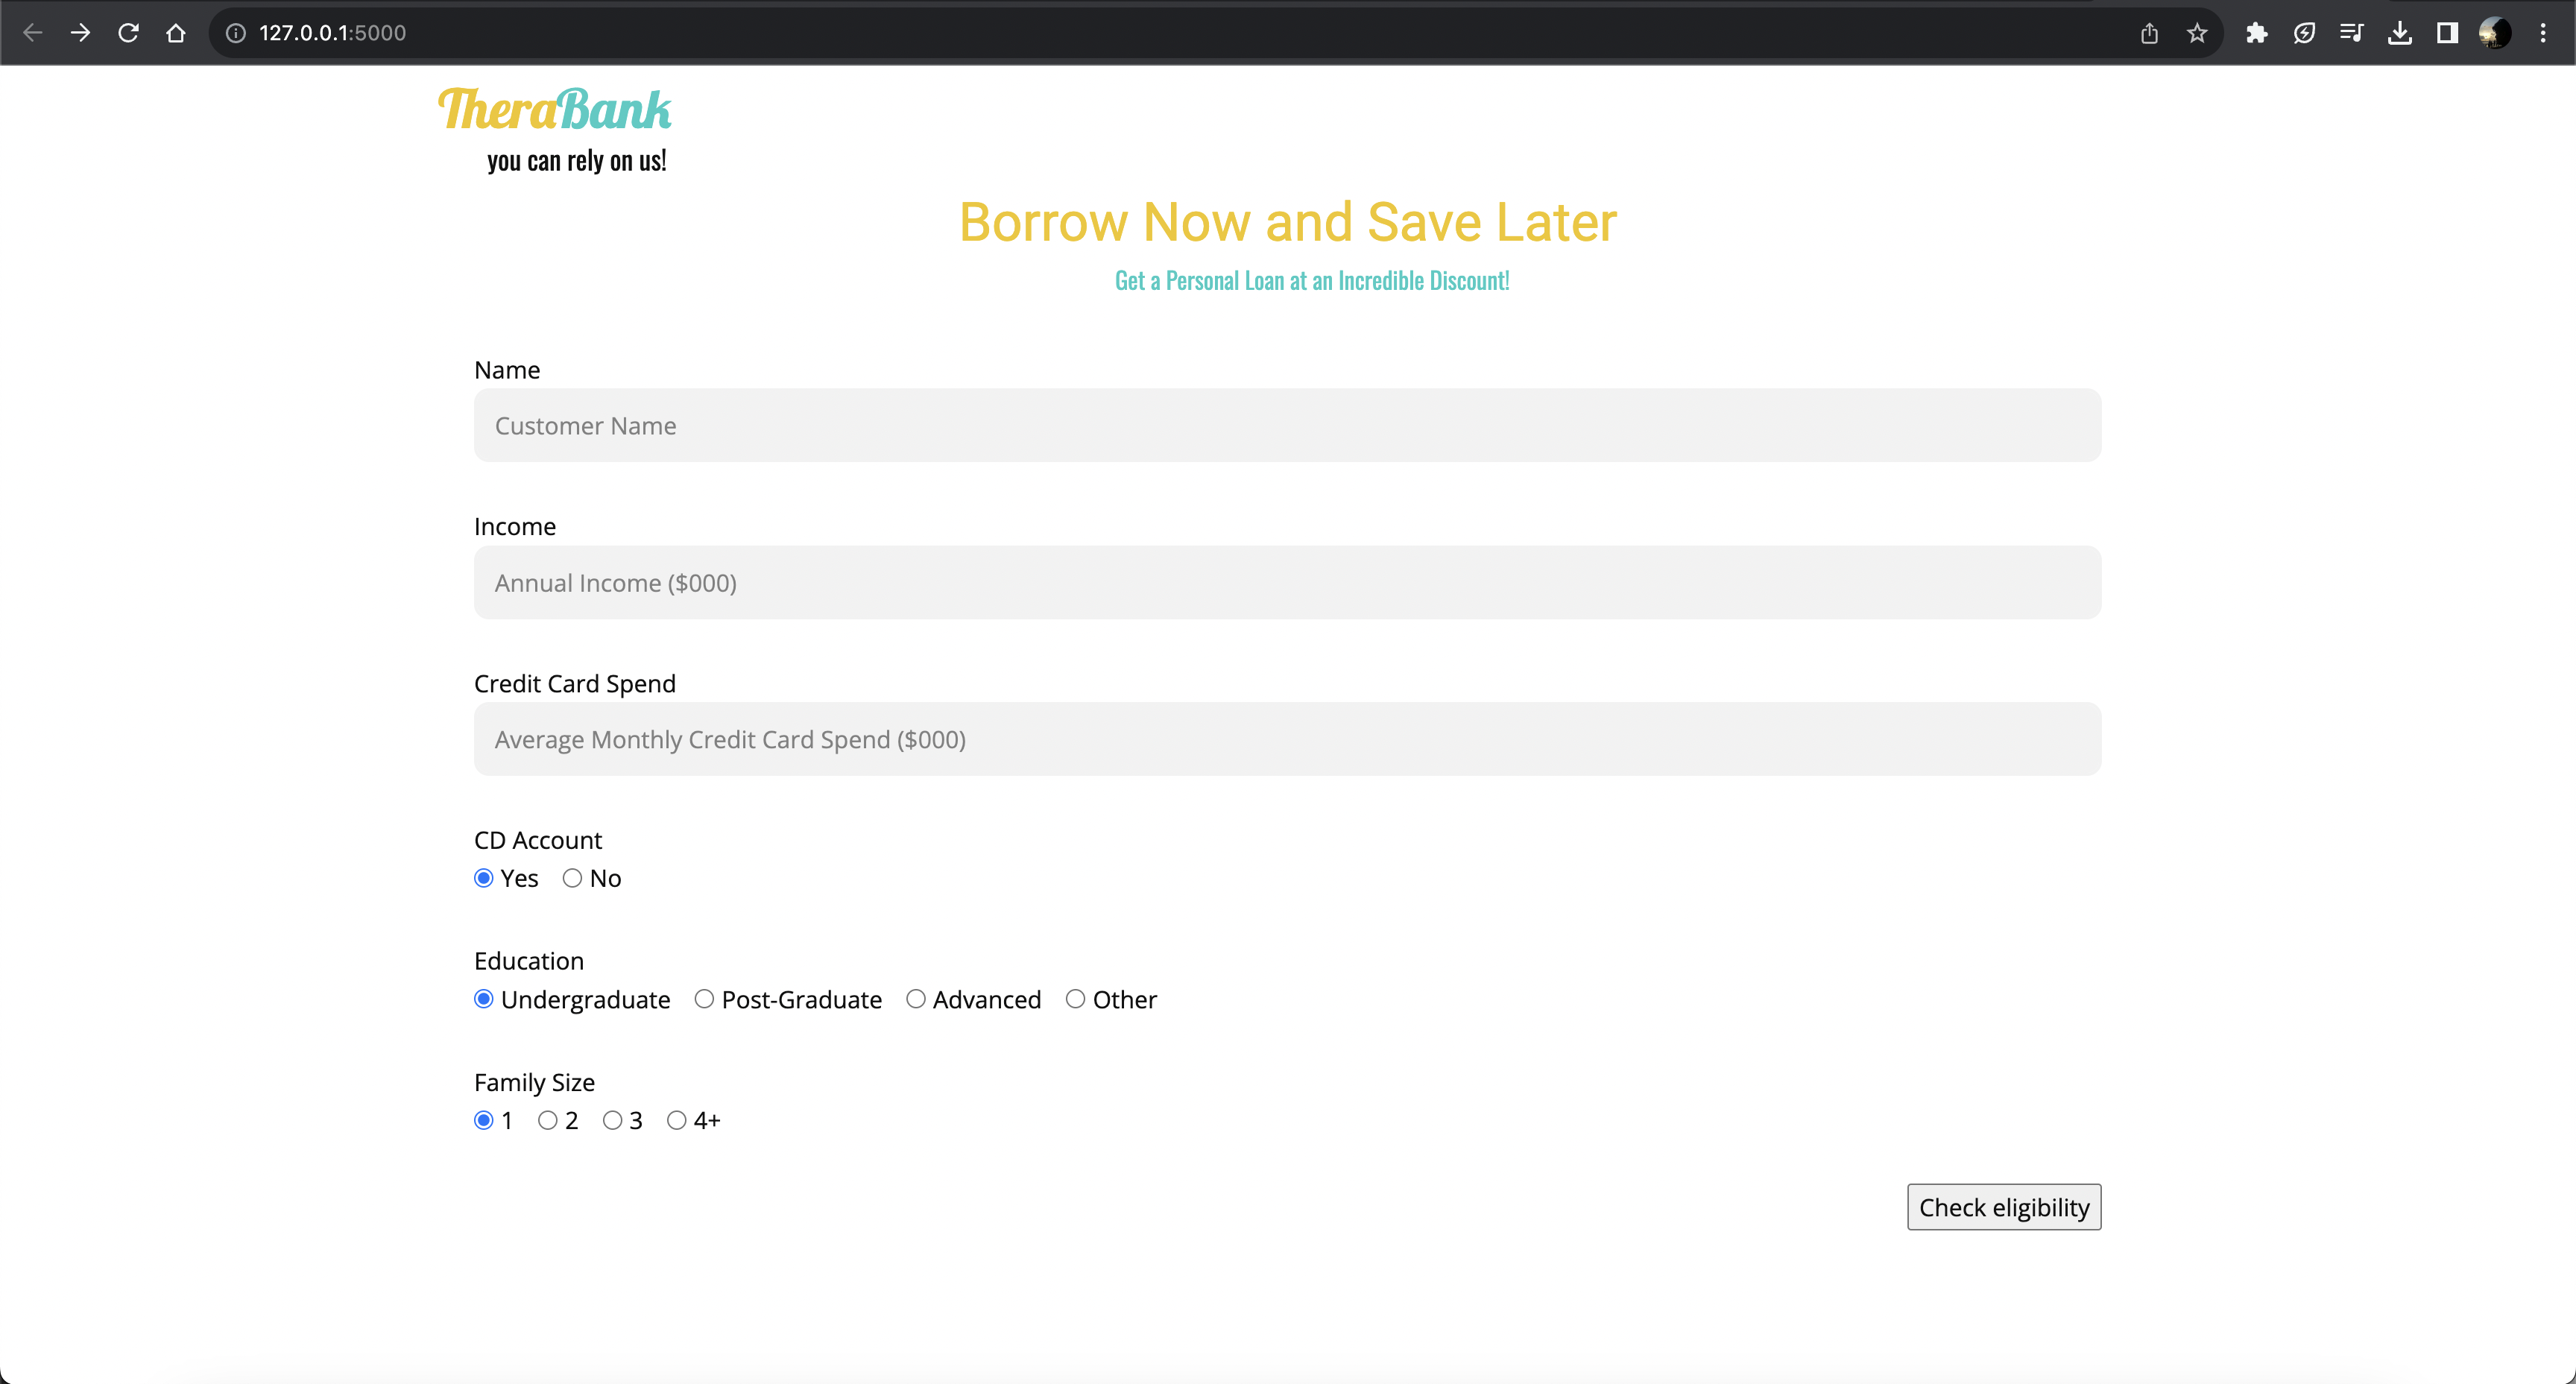 127.0.0.1:5000
TheraBank
you can rely on us!
Borrow Now and Save Later
Get a Personal Loan at an Incredible Discount!
Name
Customer Name
Income
Annual Income ($000)
Credit Card Spend
Average Monthly Credit Card Spend ($000)
CD Account
Yes No
Education
Undergraduate Post-Graduate Advanced Other
Family Size
1 2 3 4+
Check eligibility